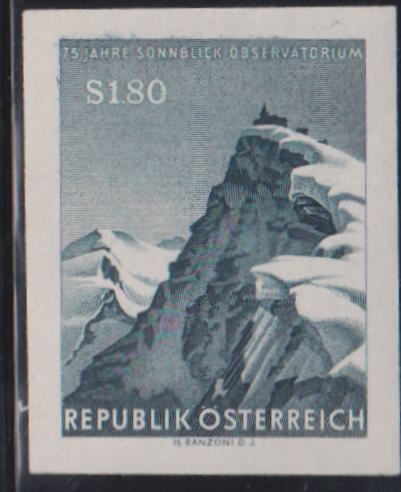 75 JAHRE SONNBLICK-OBSERVATORIUM
S1.80
REPUBLIK ÖSTERREICH
H. RANZONI D. J.